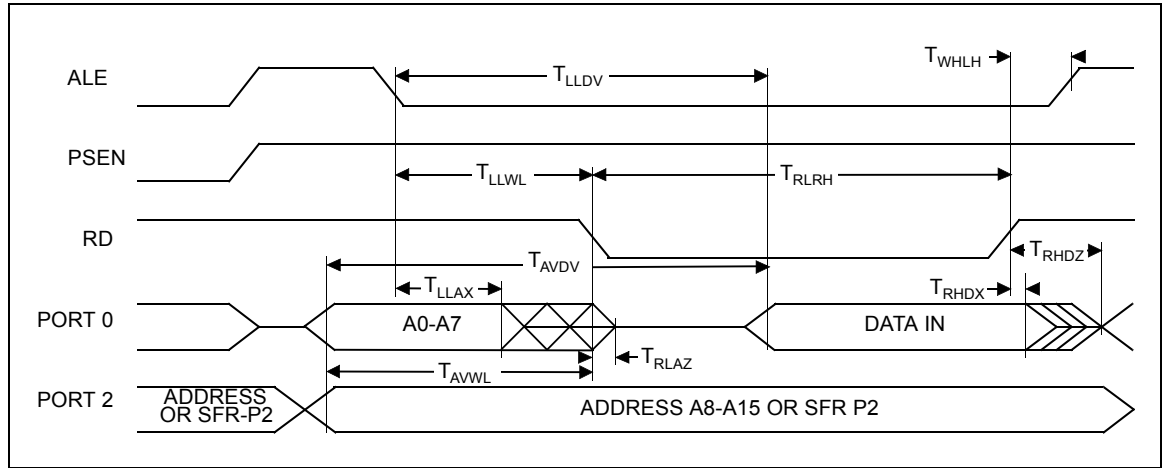 ALE
T_LLDV
T_WHLH
PSEN
T_LLWL
T_RLRH
RD
T_AVDV
T_RHDZ
T_LLAX
T_RHDX
PORT 0
A0-A7
DATA IN
T_RLAZ
T_AVWL
PORT 2
ADDRESS
OR SFR-P2
ADDRESS A8-A15 OR SFR P2